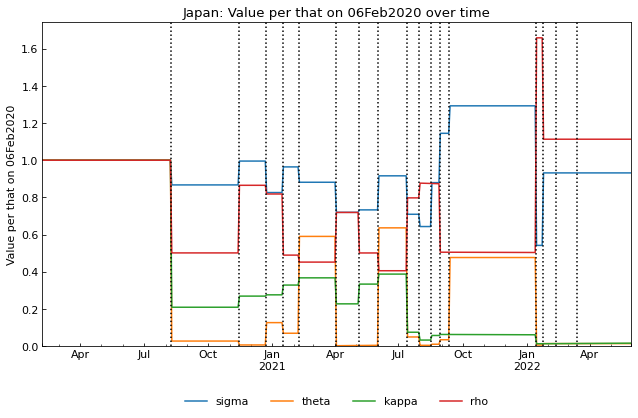 Japan: Value per that on 06Feb2020 over time
Value per that on 06Feb2020
1.6
1.4
1.2
1.0
0.8
0.6
0.4
0.2
0.0
Apr Jul Oct Jan Apr Jul Oct Jan Apr
2021 2022
sigma theta kappa rho